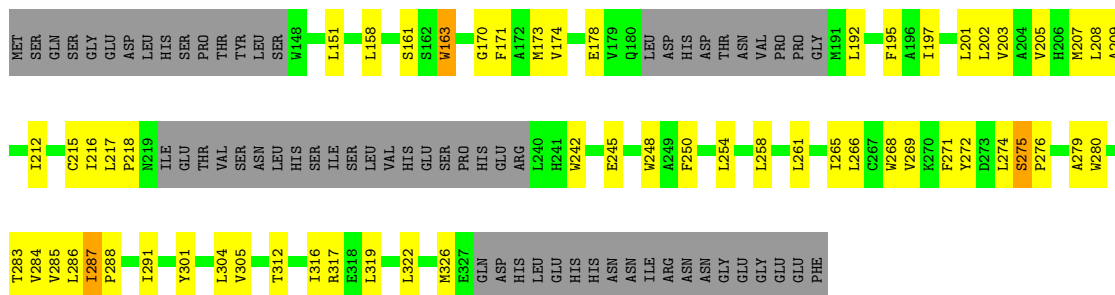 MET SER GLN SER GLY GLU ASP LEU HIS SER PRO THR TYR LEU SER W148 L151 L158 S161 S162 W163 G170 F171 A172 M173 V174 E178 V179 Q180 LEU ASP HIS ASP THR ASN VAL PRO PRO GLY M191 L192 F195 A196 I197 L201 L202 V203 A204 V205 H206 M207 L208 A209
I212 C215 I216 L217 P218 N219 ILE GLU THR VAL SER ASN LEU HIS SER ILE SER LEU VAL HIS GLU SER PRO HIS GLU ARG L240 H241 W242 E245 W248 A249 F250 L254 L258 L261 I265 L266 C267 W268 V269 K270 F271 Y272 D273 L274 S275 P276 A279 W280
T283 V284 V285 L286 I287 P288 I291 Y301 L304 V305 T312 I316 R317 E318 L319 L322 M326 E327 GLN ASP HIS LEU GLU HIS HIS ASN ASN ILE ARG ASN ASN GLY GLU GLY GLU GLU PHE